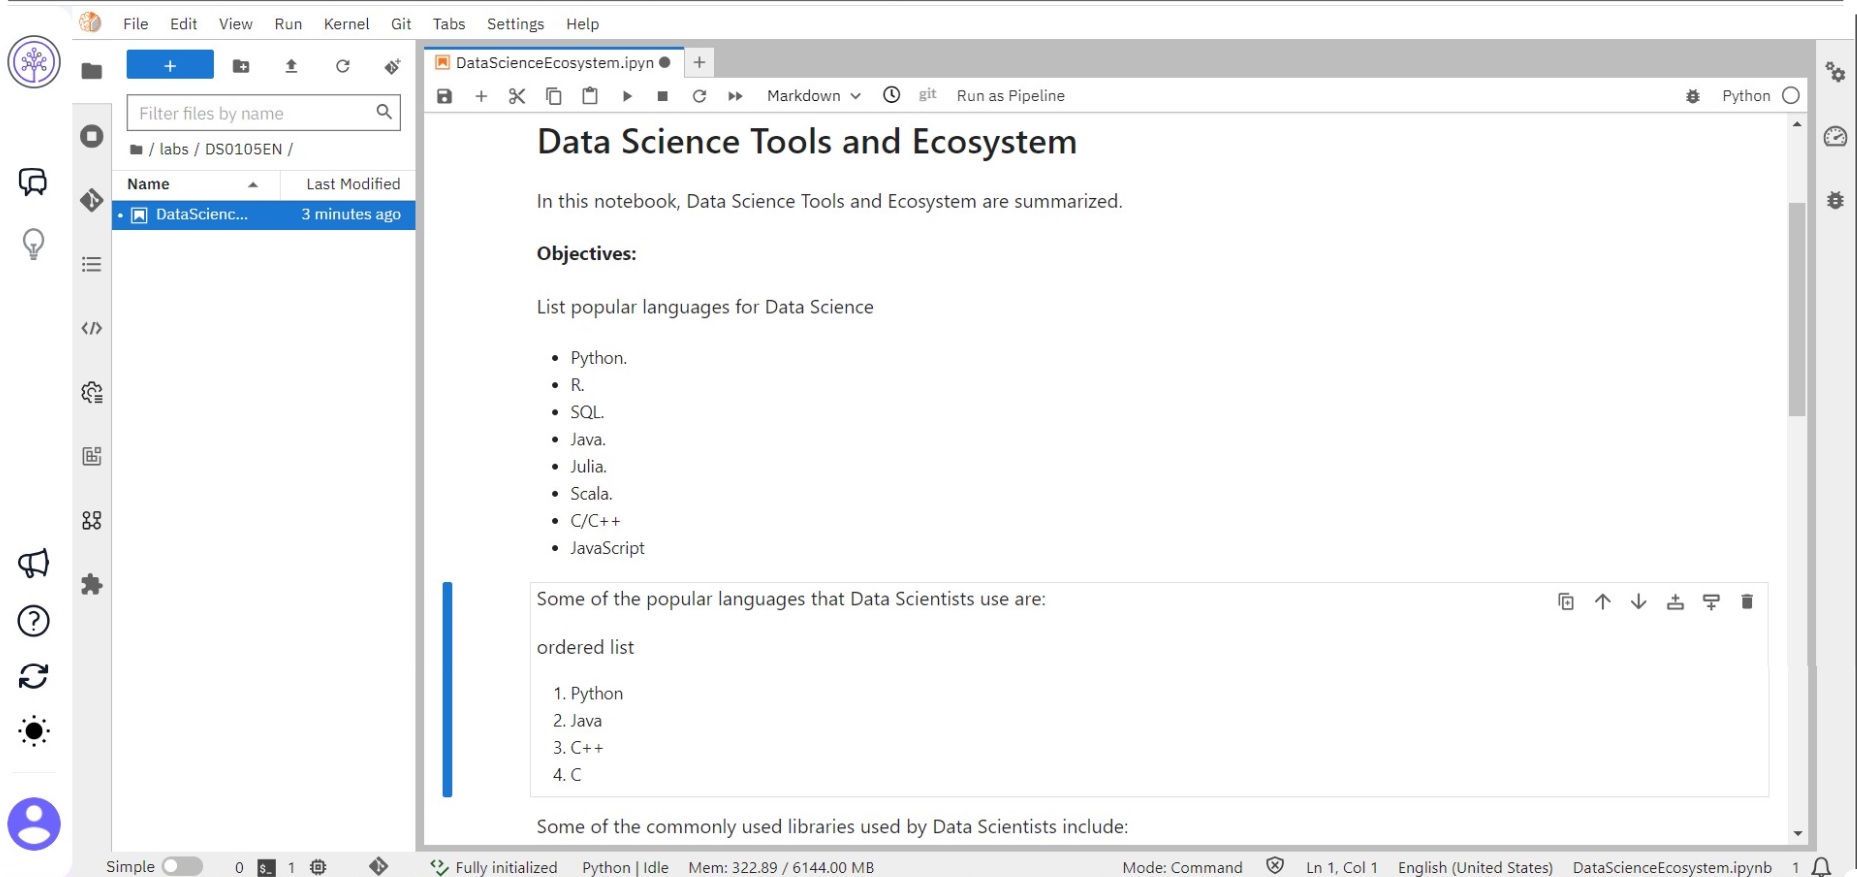 File Edit View Run Kernel Git Tabs Settings Help
+
DataScienceEcosystem.ipyn
+
Filter files by name
/ labs / DS0105EN /
Name Last Modified
DataScienc... 3 minutes ago
Markdown git Run as Pipeline Python
Data Science Tools and Ecosystem
In this notebook, Data Science Tools and Ecosystem are summarized.
Objectives:
List popular languages for Data Science
• Python.
• R.
• SQL.
• Java.
• Julia.
• Scala.
• C/C++
• JavaScript
Some of the popular languages that Data Scientists use are:
ordered list
1. Python
2. Java
3. C++
4. C
Some of the commonly used libraries used by Data Scientists include:
Simple 0 $_ 1 Fully initialized Python | Idle Mem: 322.89 / 6144.00 MB Mode: Command Ln 1, Col 1 English (United States) DataScienceEcosystem.ipynb 1